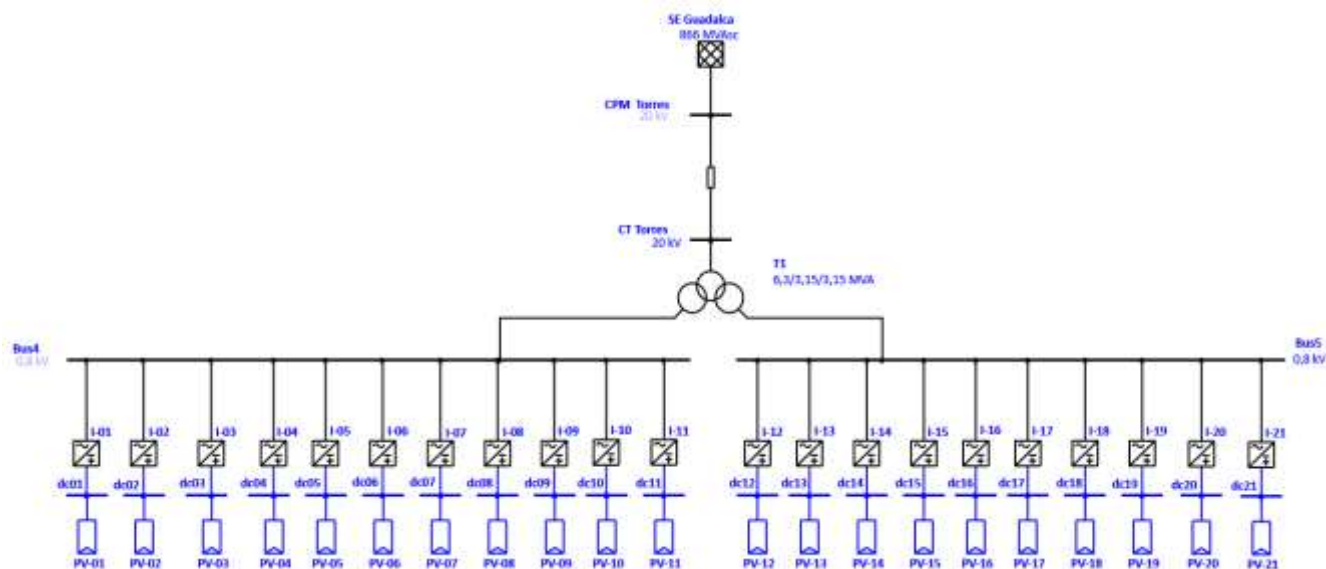 SE Guadalca
866 MVAsc
CPM Torres
20 kV
CT Torres
20 kV
T1
6,3/3,15/3,15 MVA
Bus4
0,8 kV
Bus5
0,8 kV
I-01 I-02 I-03 I-04 I-05 I-06 I-07 I-08 I-09 I-10 I-11 I-12 I-13 I-14 I-15 I-16 I-17 I-18 I-19 I-20 I-21
dc01 dc02 dc03 dc04 dc05 dc06 dc07 dc08 dc09 dc10 dc11 dc12 dc13 dc14 dc15 dc16 dc17 dc18 dc19 dc20 dc21
PV-01 PV-02 PV-03 PV-04 PV-05 PV-06 PV-07 PV-08 PV-09 PV-10 PV-11 PV-12 PV-13 PV-14 PV-15 PV-16 PV-17 PV-18 PV-19 PV-20 PV-21